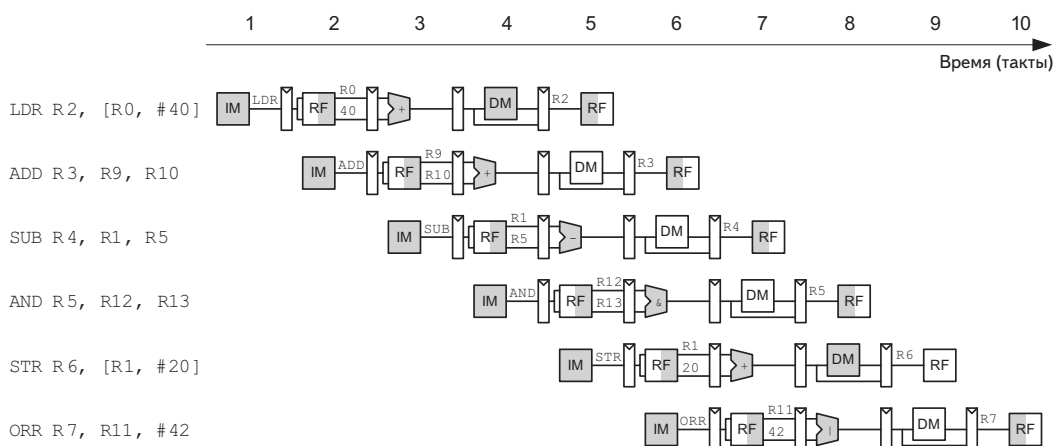 1 2 3 4 5 6 7 8 9 10
Время (такты)
LDR R2, [R0, #40] IM LDR RF R0 40 + DM R2 RF
ADD R3, R9, R10 IM ADD RF R9 R10 + DM R3 RF
SUB R4, R1, R5 IM SUB RF R1 R5 - DM R4 RF
AND R5, R12, R13 IM AND RF R12 R13 & DM R5 RF
STR R6, [R1, #20] IM STR RF R1 20 + DM R6 RF
ORR R7, R11, #42 IM ORR RF R11 42 | DM R7 RF